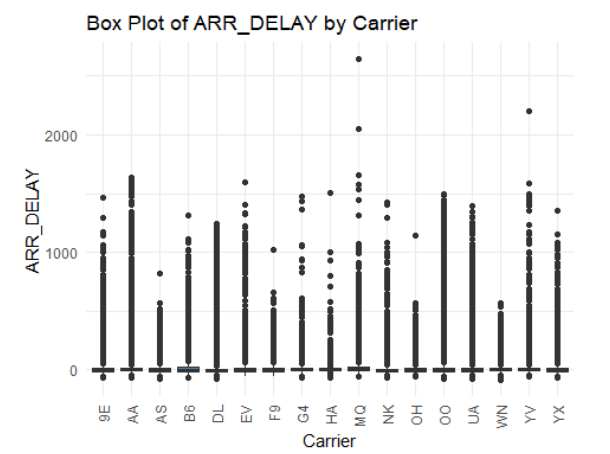 Box Plot of ARR_DELAY by Carrier
ARR_DELAY
2000
1000
0
9E AA AS B6 DL EV F9 G4 HA MQ NK OH OO UA WN YV YX
Carrier